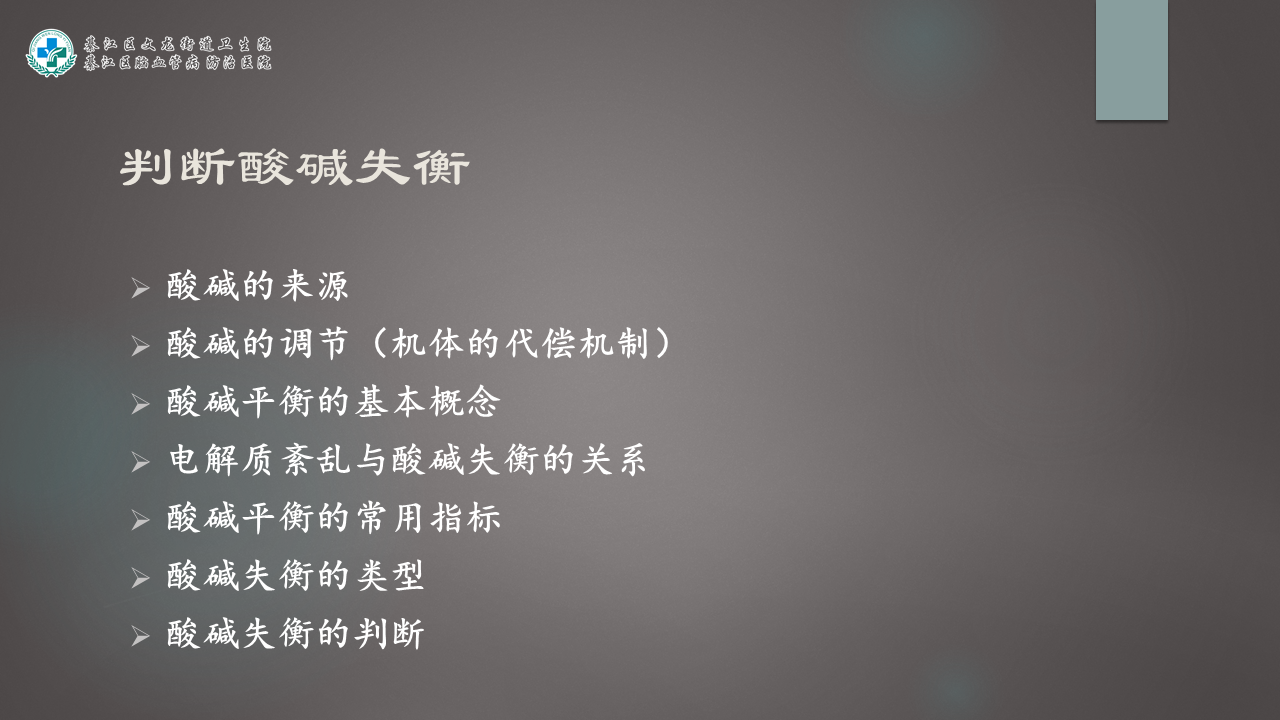 綦江区文龙街道卫生院
綦江区脑血管病防治医院
判断酸碱失衡
酸碱的来源
酸碱的调节（机体的代偿机制）
酸碱平衡的基本概念
电解质紊乱与酸碱失衡的关系
酸碱平衡的常用指标
酸碱失衡的类型
酸碱失衡的判断